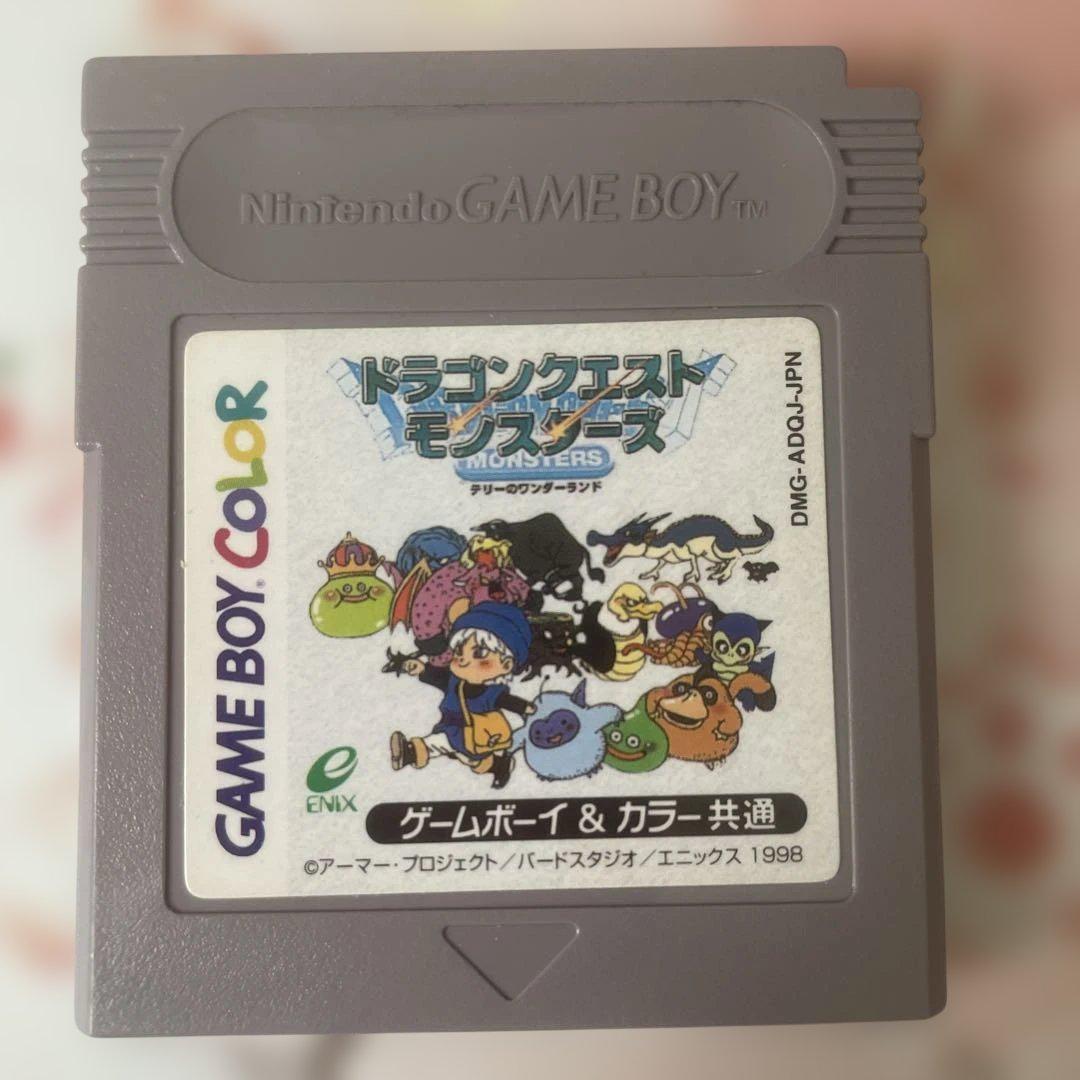 Nintendo GAME BOY TM
GAME BOY COLOR
ドラゴンクエスト
モンスターズ
MONSTERS
テリーのワンダーランド
DMG-ADQJ-JPN
ENIX
ゲームボーイ & カラー共通
©アーマー・プロジェクト/バードスタジオ/エニックス 1998